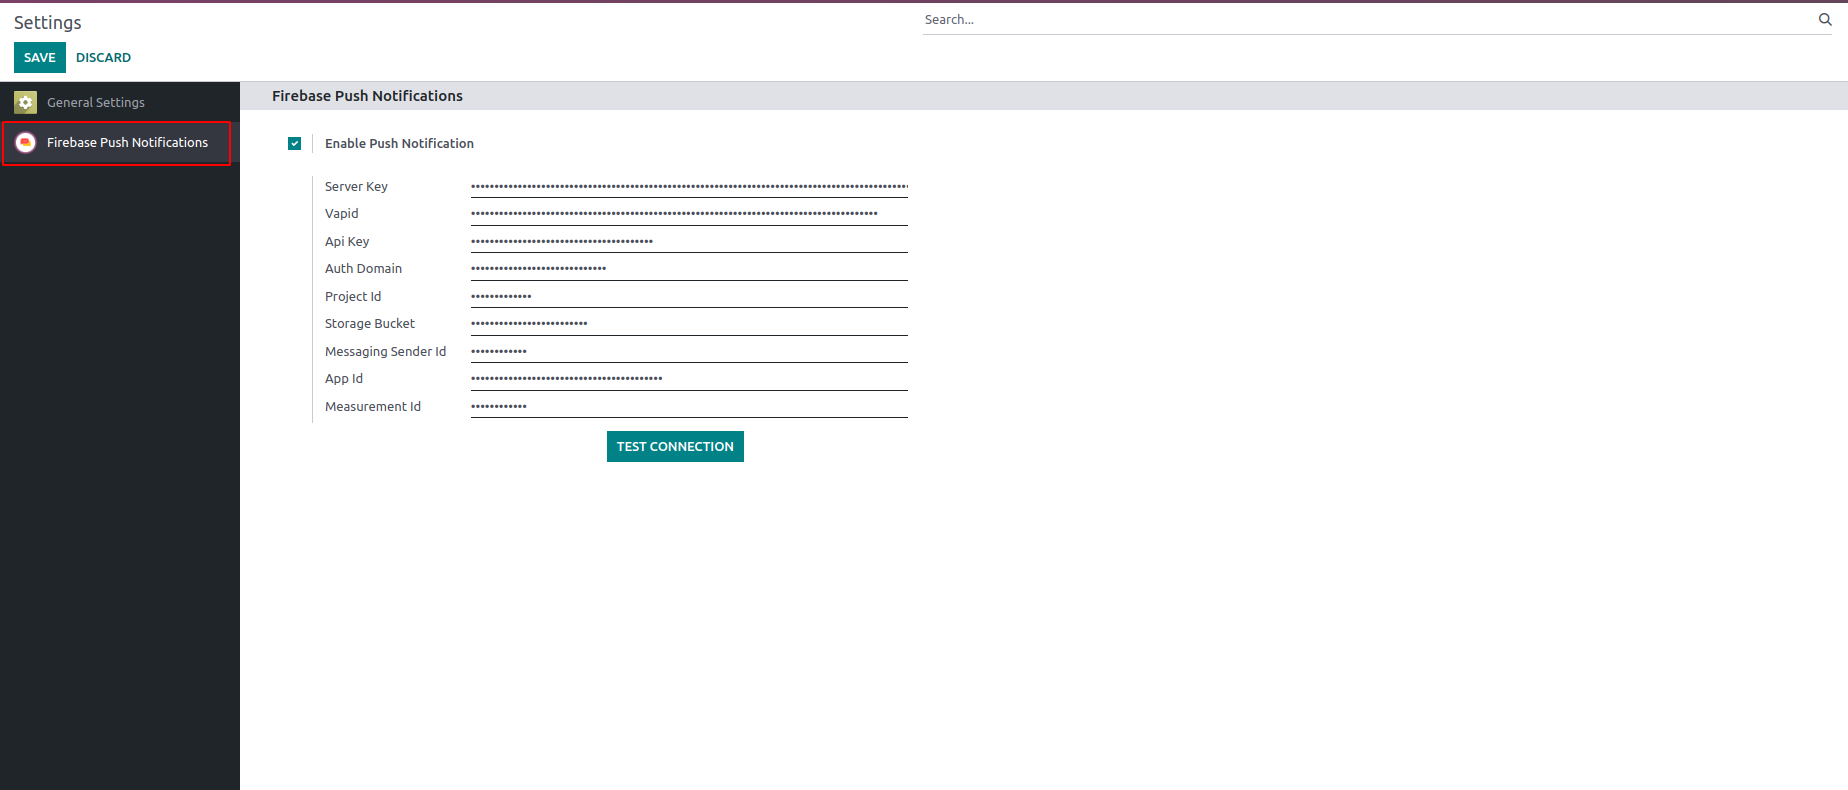 Settings
Search...
SAVE DISCARD
General Settings
Firebase Push Notifications
Firebase Push Notifications
Enable Push Notification
Server Key
Vapid
Api Key
Auth Domain
Project Id
Storage Bucket
Messaging Sender Id
App Id
Measurement Id
TEST CONNECTION